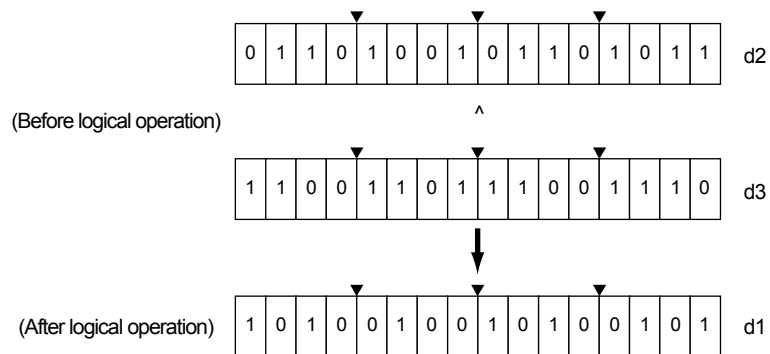 0 1 1 0 1 0 0 1 0 1 1 0 1 0 1 1 d2
(Before logical operation) ^
1 1 0 0 1 1 0 1 1 1 0 0 1 1 1 0 d3
(After logical operation) 1 0 1 0 0 1 0 0 1 0 1 0 0 1 0 1 d1